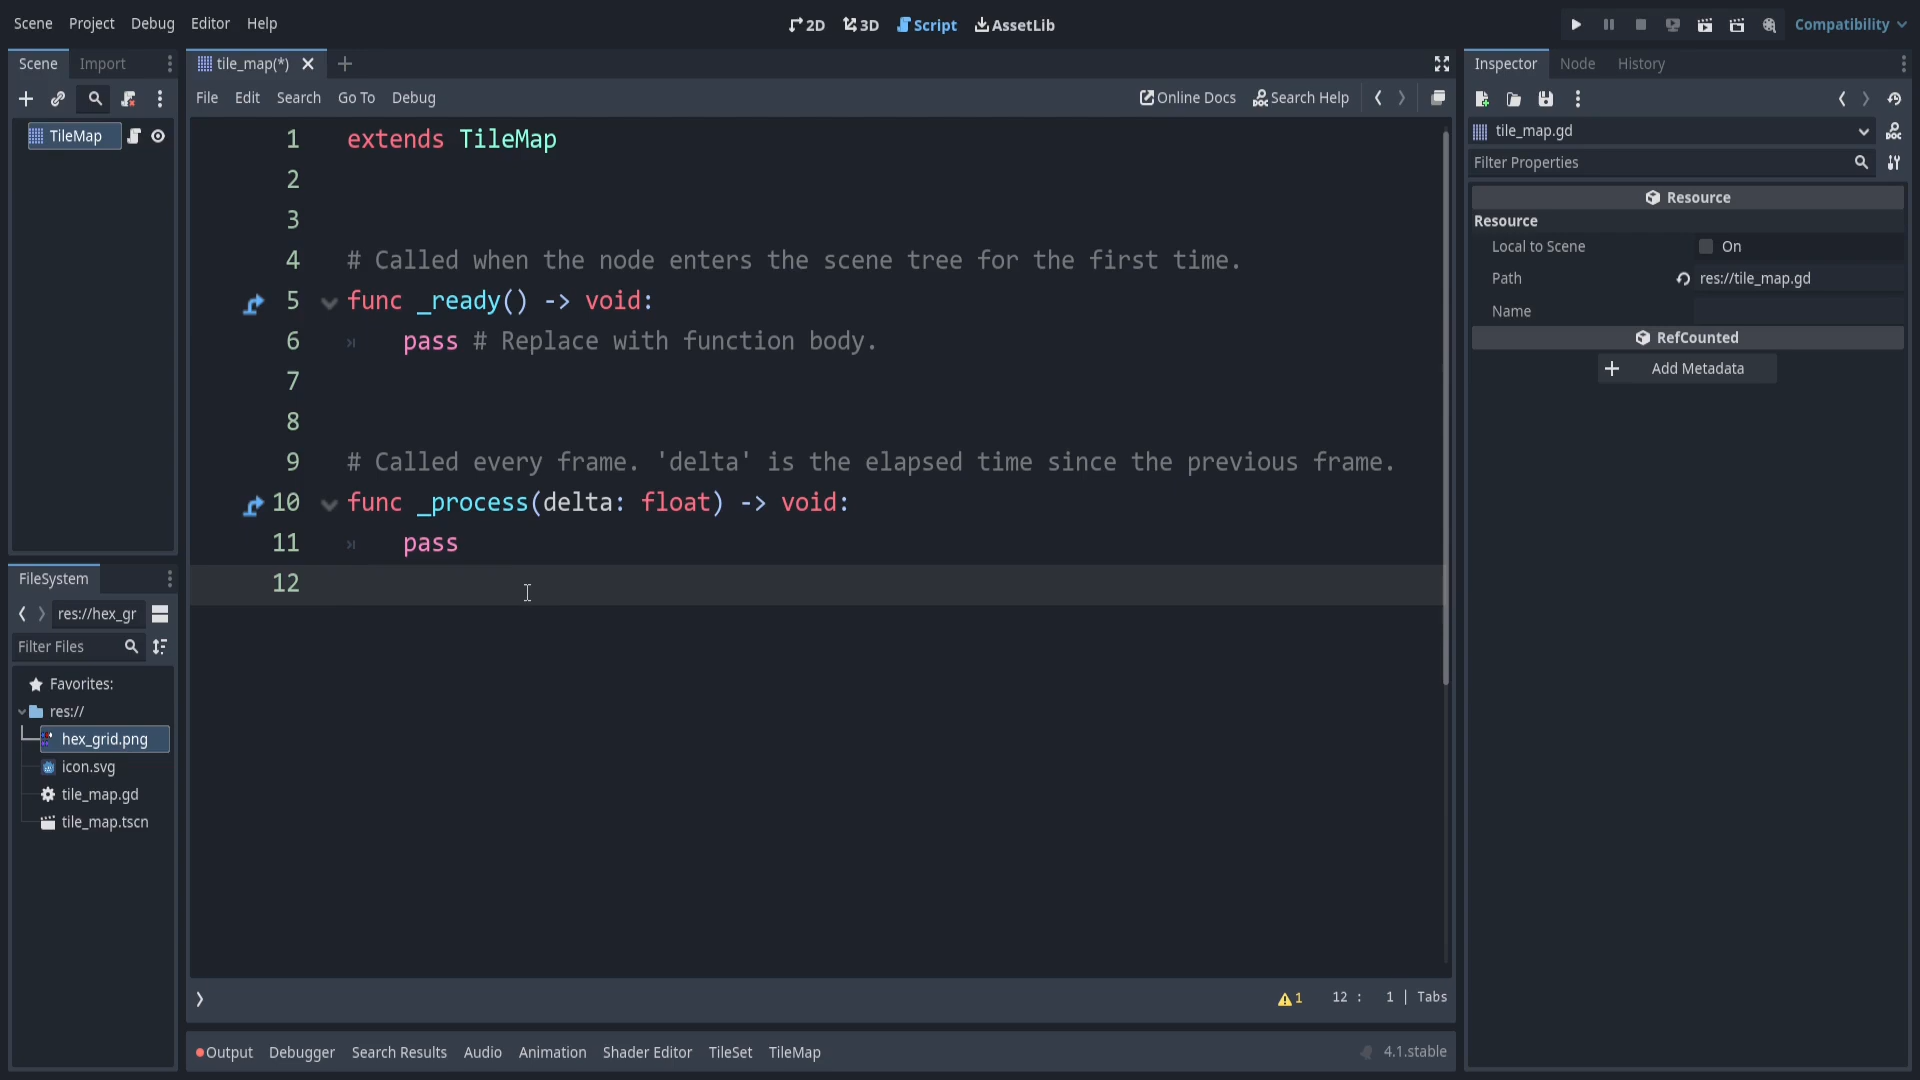 Scene Project Debug Editor Help
2D 3D Script AssetLib
Compatibility
Scene Import
tile_map(*)
Inspector Node History
File Edit Search Go To Debug
Online Docs Search Help
TileMap
tile_map.gd
Filter Properties
Resource
Resource
Local to Scene On
Path res://tile_map.gd
Name
RefCounted
Add Metadata
1 extends TileMap
2
3
4 # Called when the node enters the scene tree for the first time.
5 func _ready() -> void:
6 pass # Replace with function body.
7
8
9 # Called every frame. 'delta' is the elapsed time since the previous frame.
10 func _process(delta: float) -> void:
11 pass
12
FileSystem
res://hex_gr
Filter Files
Favorites:
res://
hex_grid.png
icon.svg
tile_map.gd
tile_map.tscn
1 12 : 1 | Tabs
Output Debugger Search Results Audio Animation Shader Editor TileSet TileMap
4.1.stable